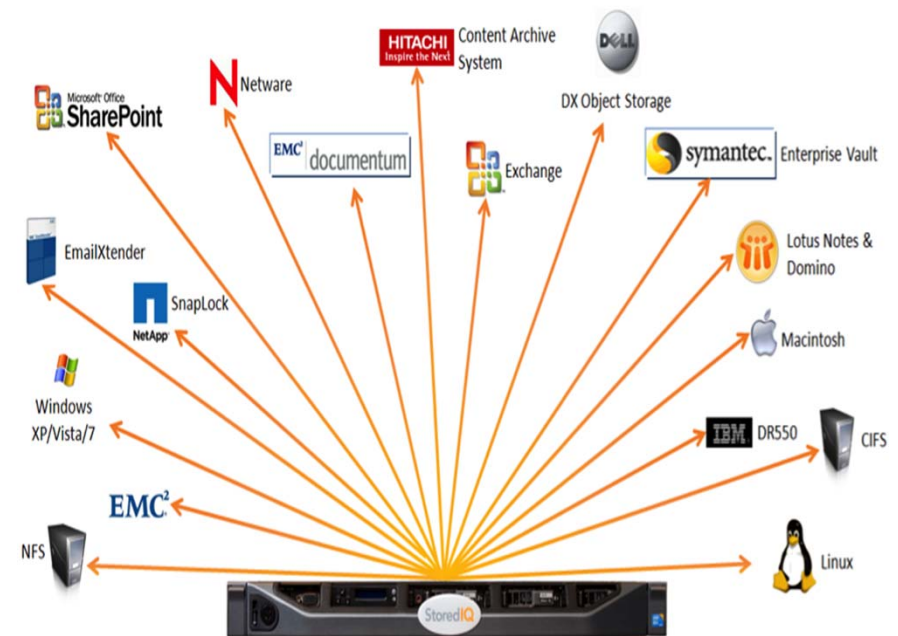 HITACHI
Inspire the Next
Content Archive
System
DELL
DX Object Storage
Microsoft Office
SharePoint
N
Netware
EMC²
documentum
Exchange
symantec.
Enterprise Vault
EmailXtender
Lotus Notes &
Domino
NetApp
SnapLock
Macintosh
Windows
XP/Vista/7
IBM
DR550
CIFS
EMC²
NFS
Linux
StoredIQ